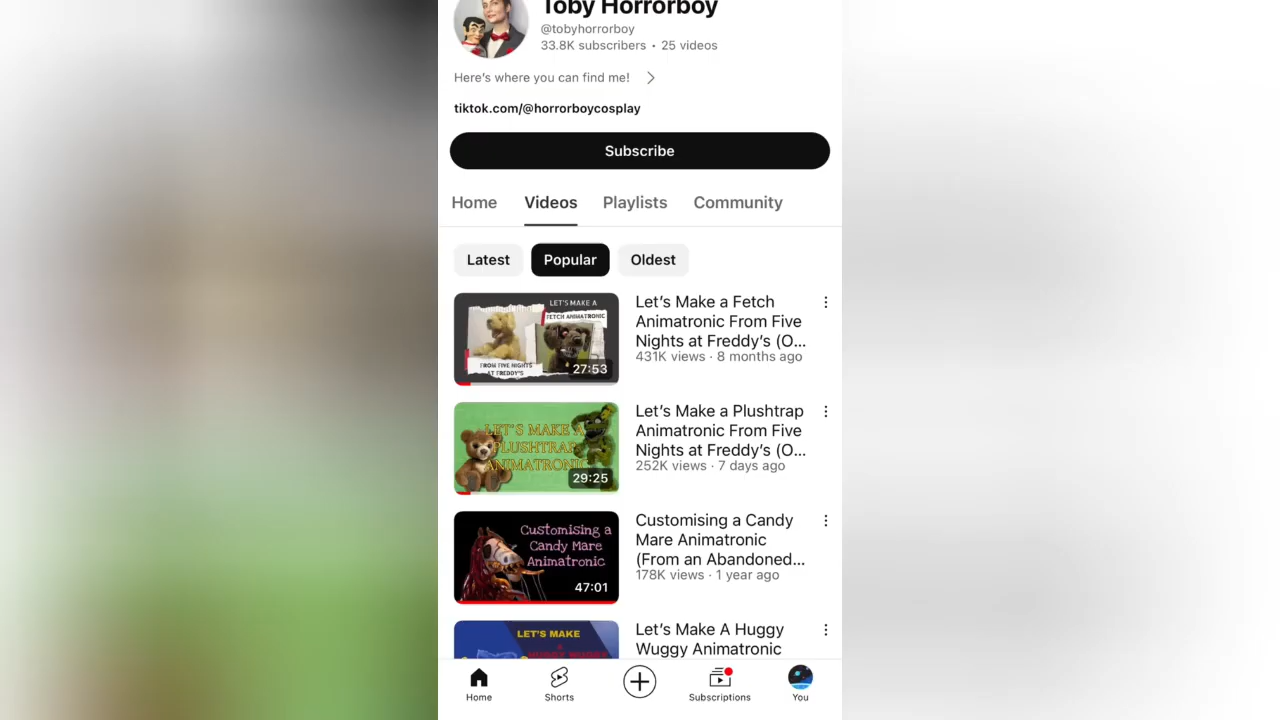 Toby Horrorboy
@tobyhorrorboy
33.8K subscribers • 25 videos
Here's where you can find me!
tiktok.com/@horrorboycosplay
Subscribe
Home Videos Playlists Community
Latest Popular Oldest
LET'S MAKE A
FETCH ANIMATRONIC
FROM FIVE NIGHTS
AT FREDDY'S
27:53
Let's Make a Fetch
Animatronic From Five
Nights at Freddy's (O...
431K views · 8 months ago
LET'S MAKE A
PLUSHTRAP
ANIMATRONIC
29:25
Let's Make a Plushtrap
Animatronic From Five
Nights at Freddy's (O...
252K views · 7 days ago
Customising a
Candy Mare
Animatronic
47:01
Customising a Candy
Mare Animatronic
(From an Abandoned...
178K views · 1 year ago
LET'S MAKE
A
HUGGY WUGGY
Let's Make A Huggy
Wuggy Animatronic
Home Shorts Subscriptions You